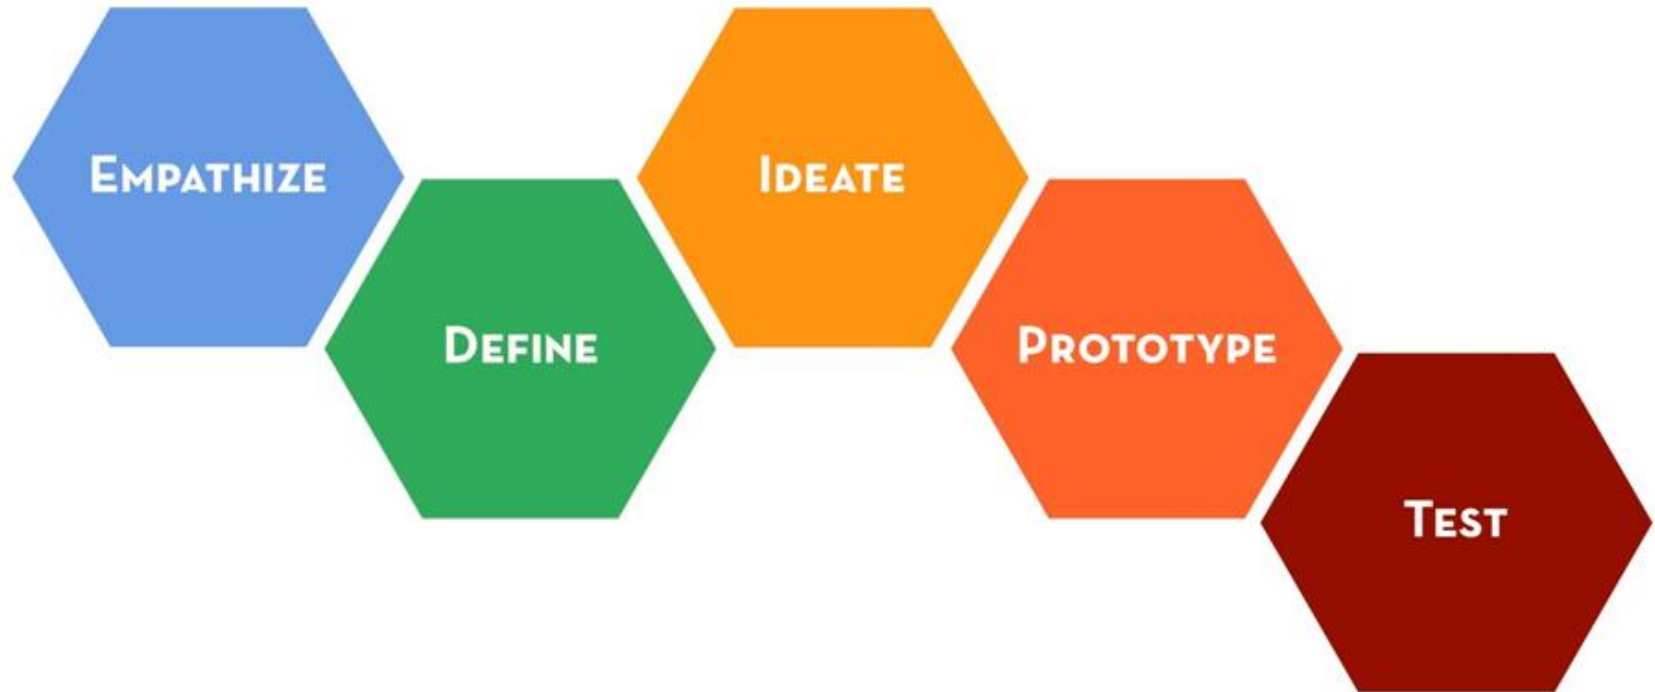 EMPATHIZE
DEFINE
IDEATE
PROTOTYPE
TEST